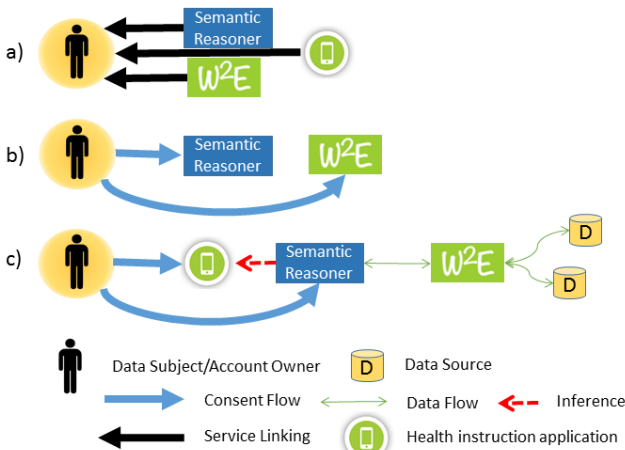 a)
Semantic
Reasoner
W²E
b)
Semantic
Reasoner
W²E
c)
Semantic
Reasoner
W²E
D
D
Data Subject/Account Owner
D
Data Source
Consent Flow
Data Flow
Inference
Service Linking
Health instruction application